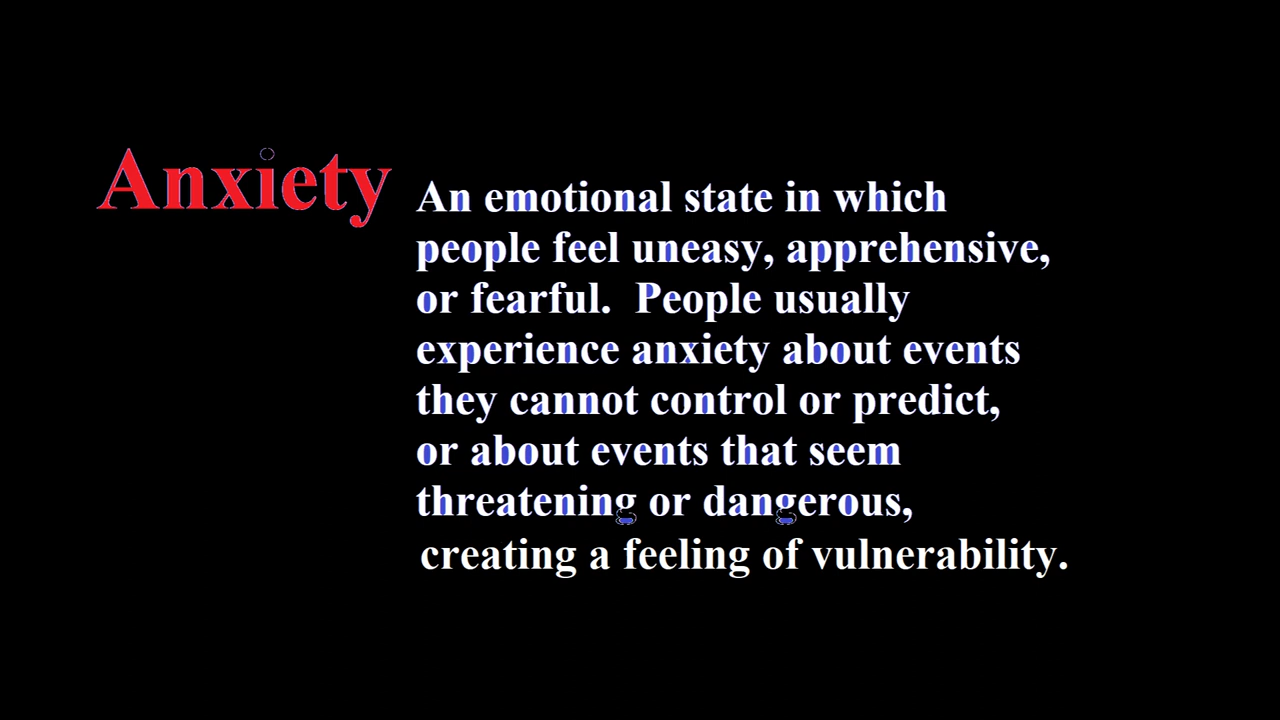 Anxiety
An emotional state in which
people feel uneasy, apprehensive,
or fearful.  People usually
experience anxiety about events
they cannot control or predict,
or about events that seem
threatening or dangerous,
creating a feeling of vulnerability.